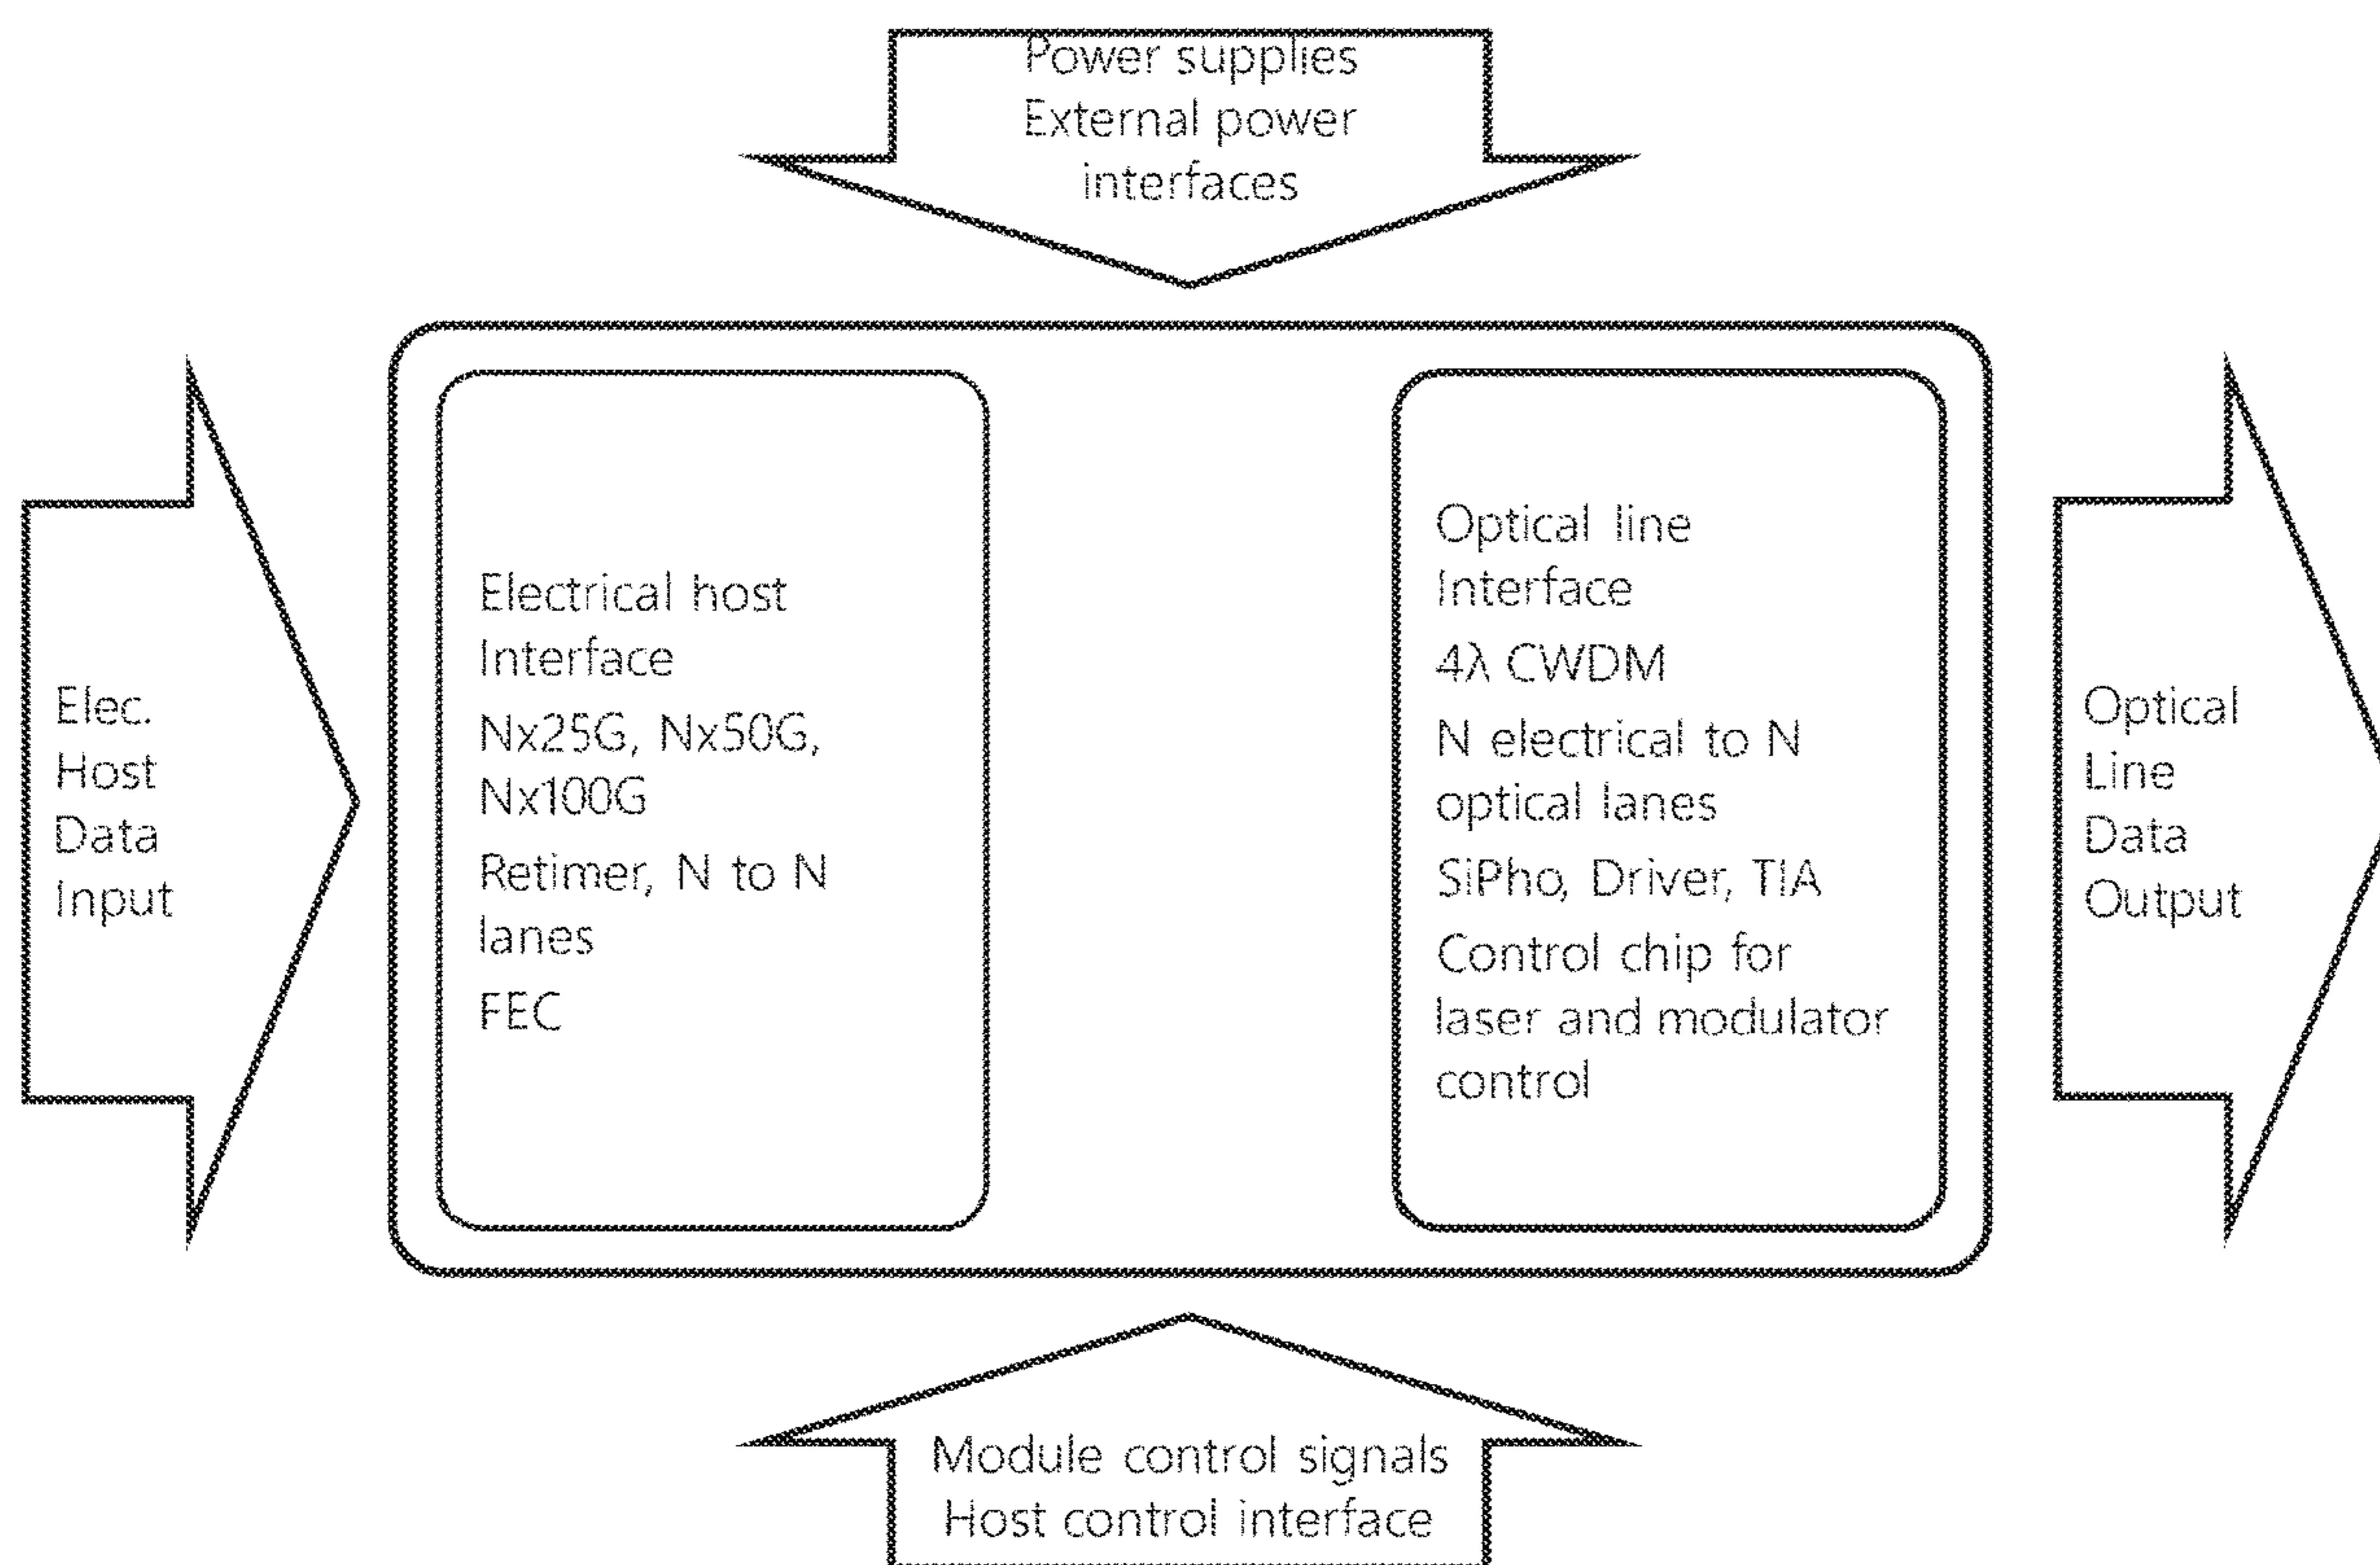 Power supplies
External power
interfaces
Elec.
Host
Data
Input
Electrical host
Interface
Nx25G, Nx50G,
Nx100G
Retimer, N to N
lanes
FEC
Optical line
Interface
4λ CWDM
N electrical to N
optical lanes
SiPho, Driver, TIA
Control chip for
laser and modulator
control
Optical
Line
Data
Output
Module control signals
Host control interface